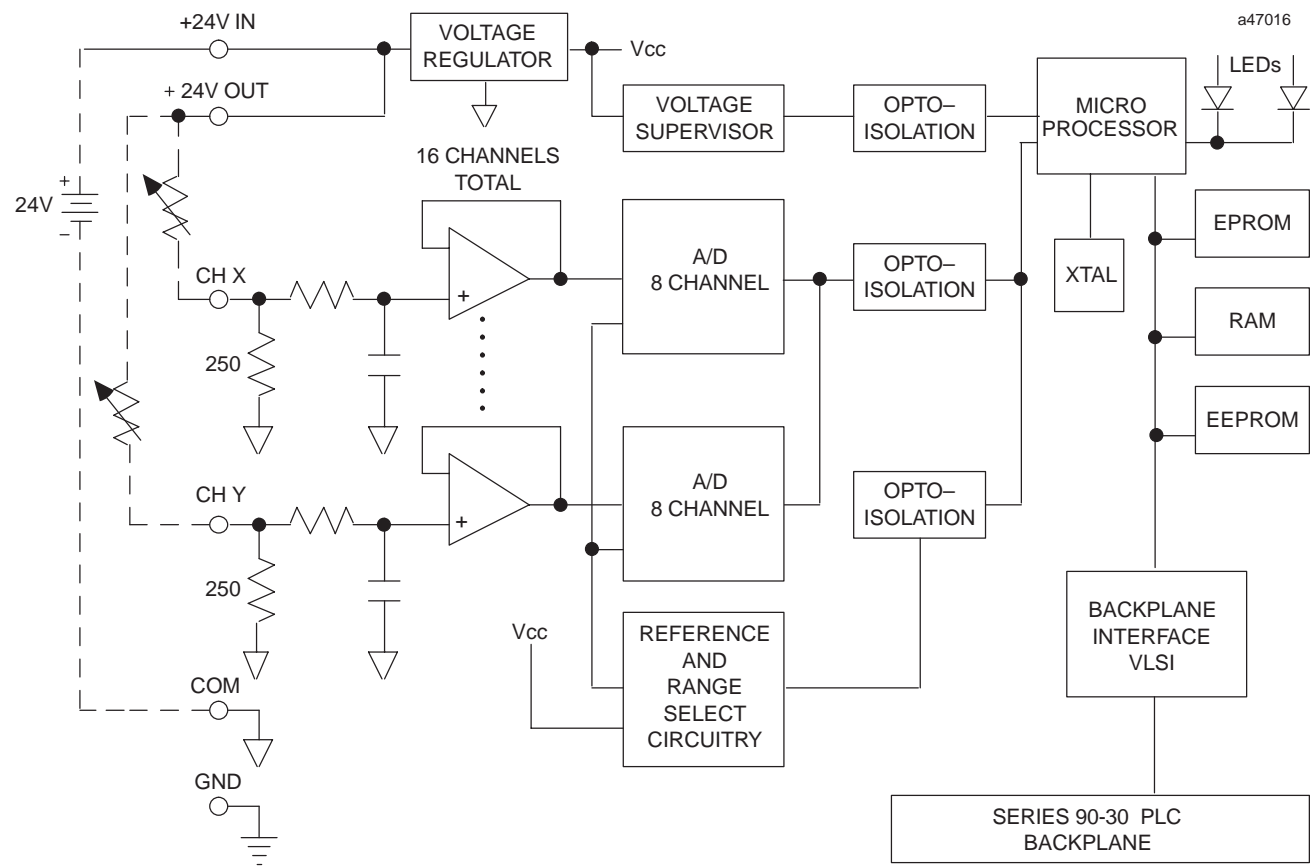 a47016
+24V IN
VOLTAGE
REGULATOR
Vcc
LEDs
+ 24V OUT
VOLTAGE
SUPERVISOR
OPTO–
ISOLATION
MICRO
PROCESSOR
16 CHANNELS
TOTAL
+
24V
–
A/D
8 CHANNEL
OPTO–
ISOLATION
XTAL
EPROM
CH X
+
RAM
250
EEPROM
CH Y
+
A/D
8 CHANNEL
OPTO–
ISOLATION
250
Vcc
REFERENCE
AND
RANGE
SELECT
CIRCUITRY
BACKPLANE
INTERFACE
VLSI
COM
GND
SERIES 90-30 PLC
BACKPLANE